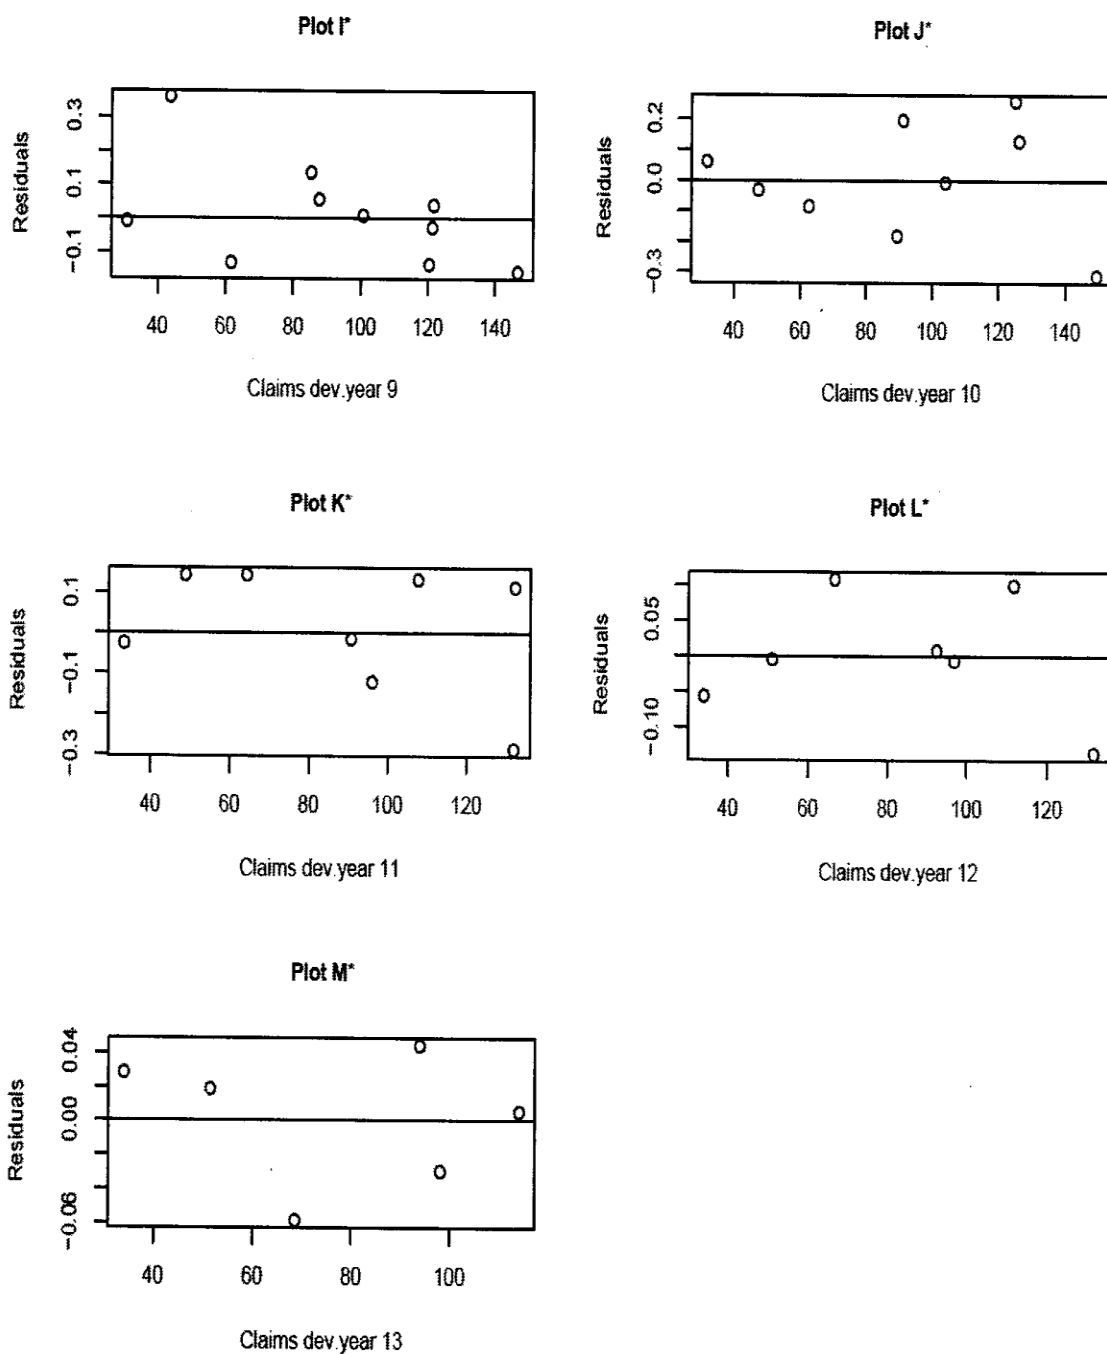 Plot I*
Residuals
0.3
0.1
-0.1
40 60 80 100 120 140
Claims dev.year 9
Plot J*
Residuals
0.2
0.0
-0.3
40 60 80 100 120 140
Claims dev.year 10
Plot K*
Residuals
0.1
-0.1
-0.3
40 60 80 100 120
Claims dev.year 11
Plot L*
Residuals
0.05
-0.10
40 60 80 100 120
Claims dev.year 12
Plot M*
Residuals
0.04
0.00
-0.06
40 60 80 100
Claims dev.year 13